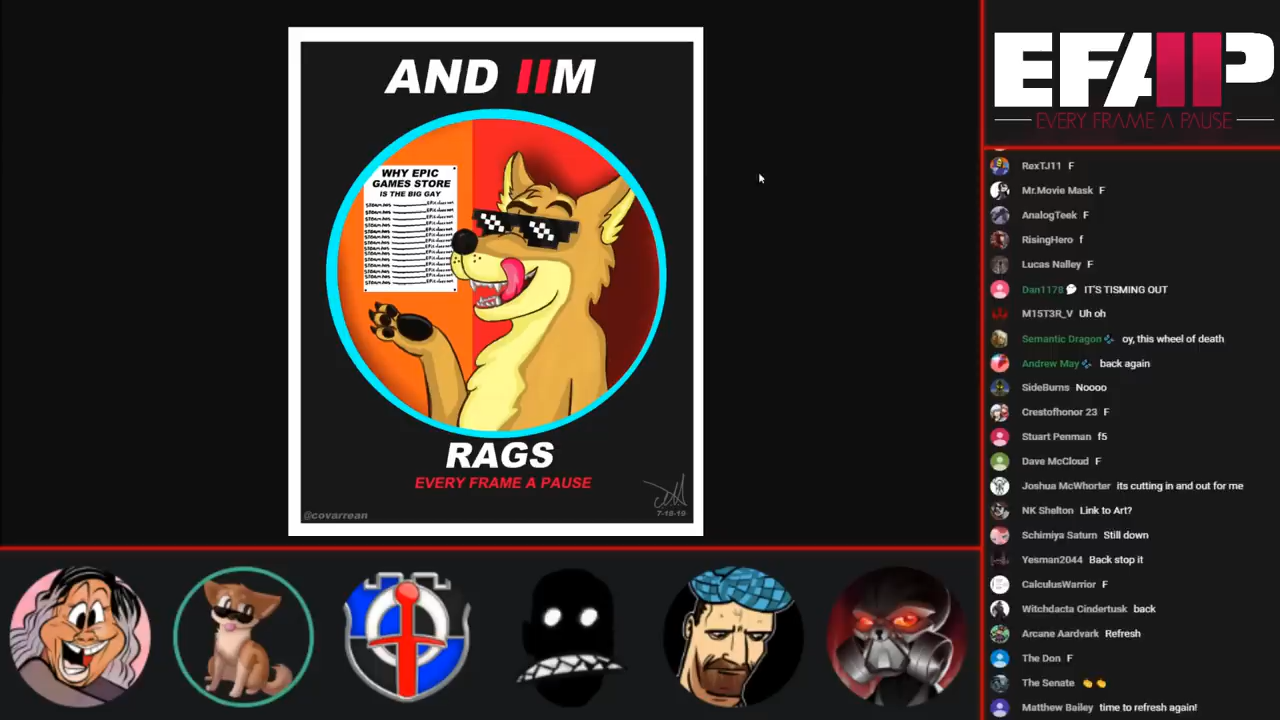 AND IIM
WHY EPIC
GAMES STORE
IS THE BIG GAY
RAGS
EVERY FRAME A PAUSE
@covarrean
7-18-19
EFAIIP
EVERY FRAME A PAUSE
RexTJ11 F
Mr.Movie Mask F
AnalogTeek F
RisingHero f
Lucas Nalley F
Dan1178 IT'S TISMING OUT
M15T3R_V Uh oh
Semantic Dragon oy, this wheel of death
Andrew May back again
SideBurns Noooo
Crestofhonor 23 F
Stuart Penman f5
Dave McCloud F
Joshua McWhorter its cutting in and out for me
NK Shelton Link to Art?
Schimiya Saturn Still down
Yesman2044 Back stop it
CalculusWarrior F
Witchdacta Cindertusk back
Arcane Aardvark Refresh
The Don F
The Senate 👏👏
Matthew Bailey time to refresh again!